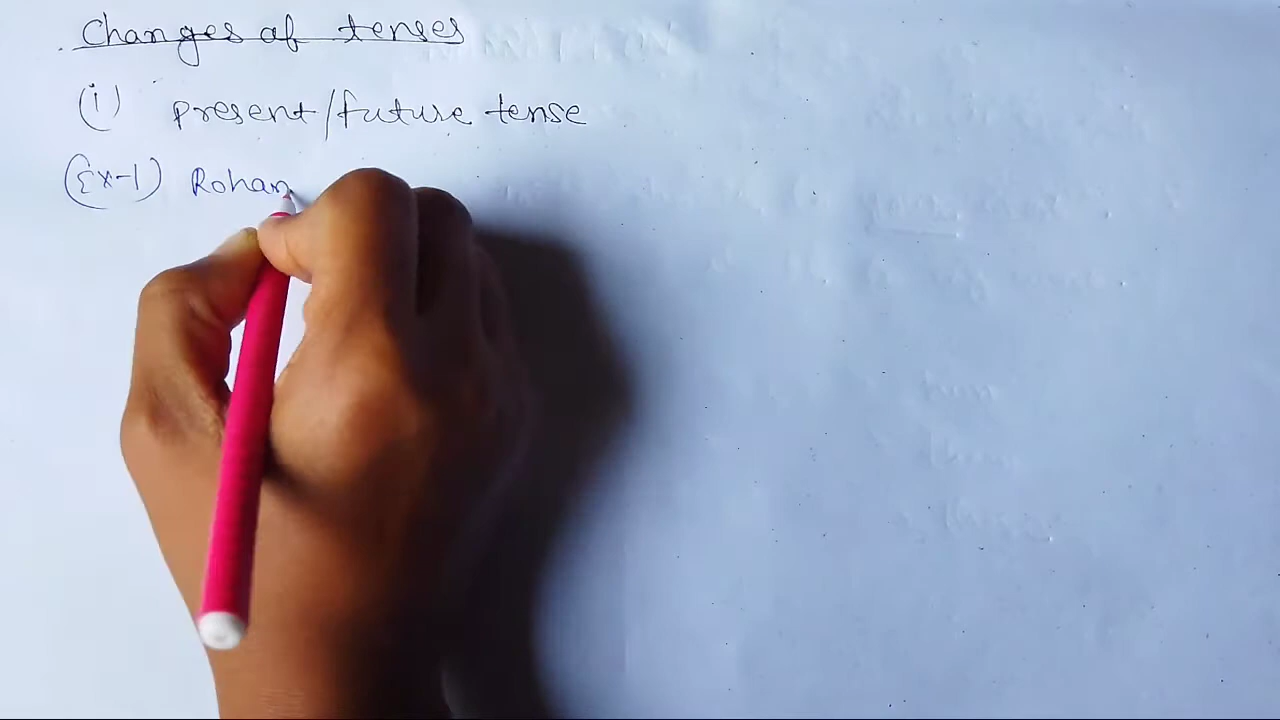 Changes of tenses
(i) present/future tense
(Ex-1) Rohan